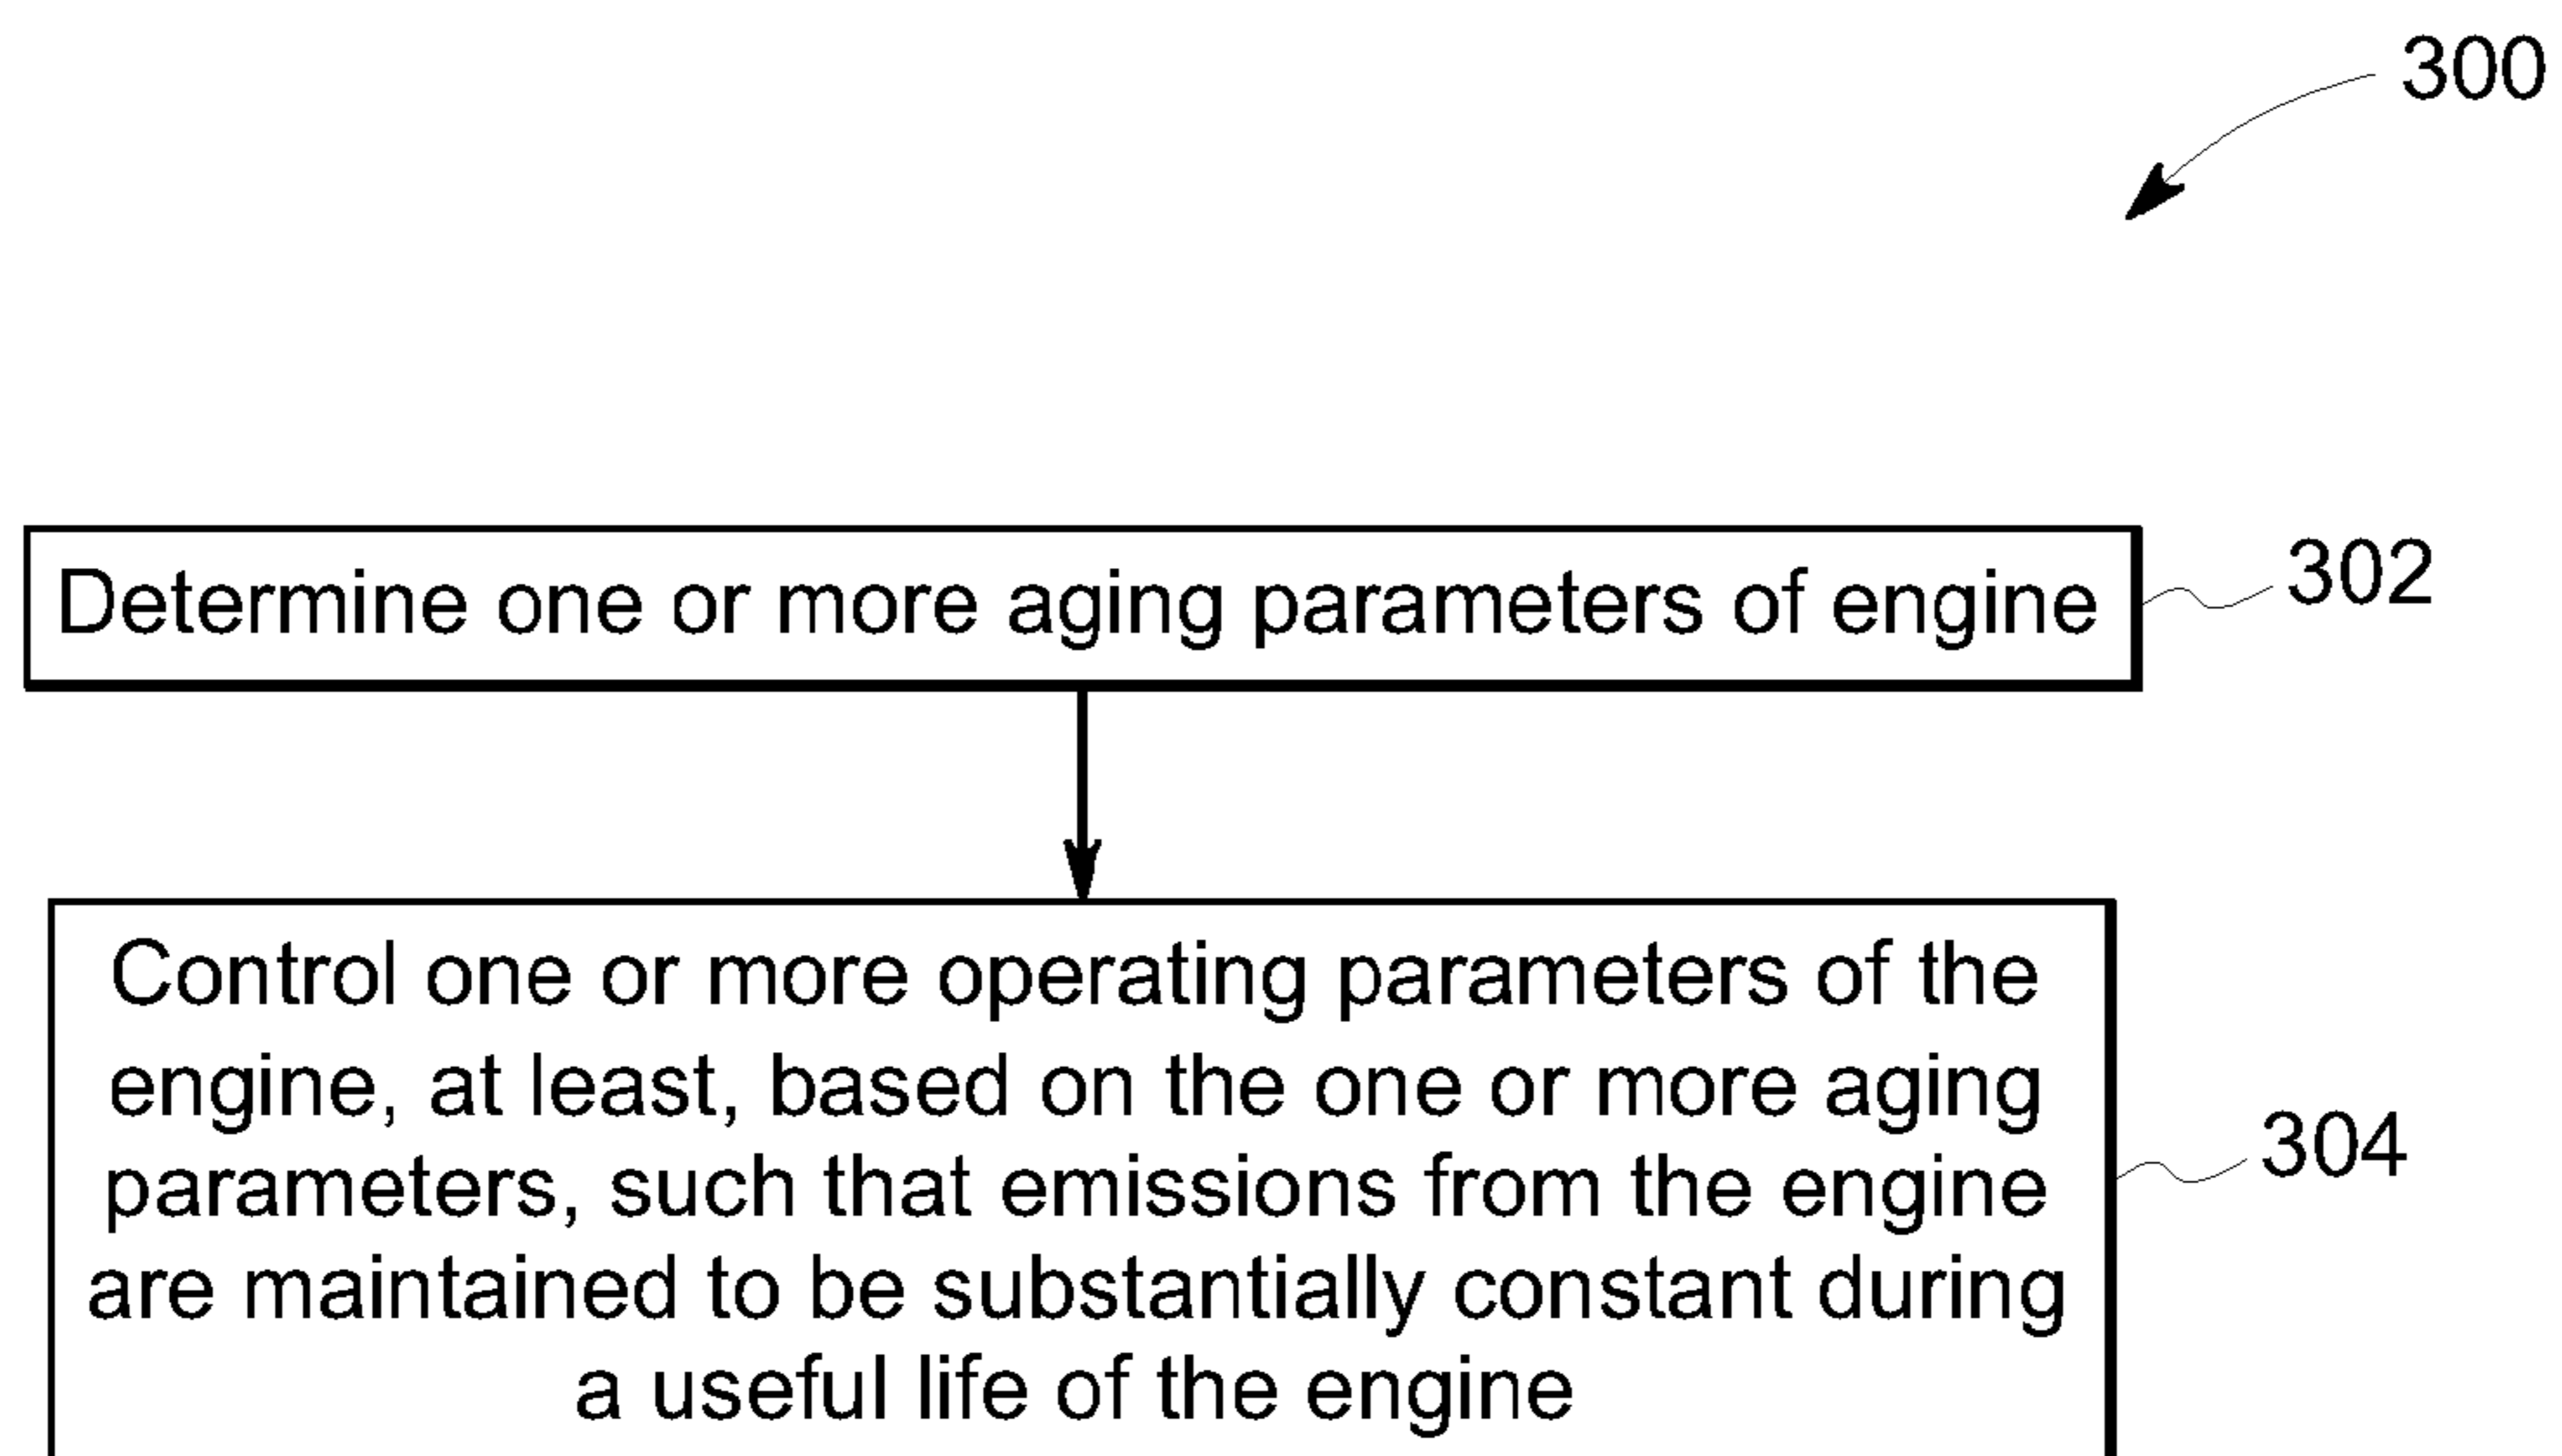 300
Determine one or more aging parameters of engine
302
Control one or more operating parameters of the
engine, at least, based on the one or more aging
parameters, such that emissions from the engine
are maintained to be substantially constant during
a useful life of the engine
304